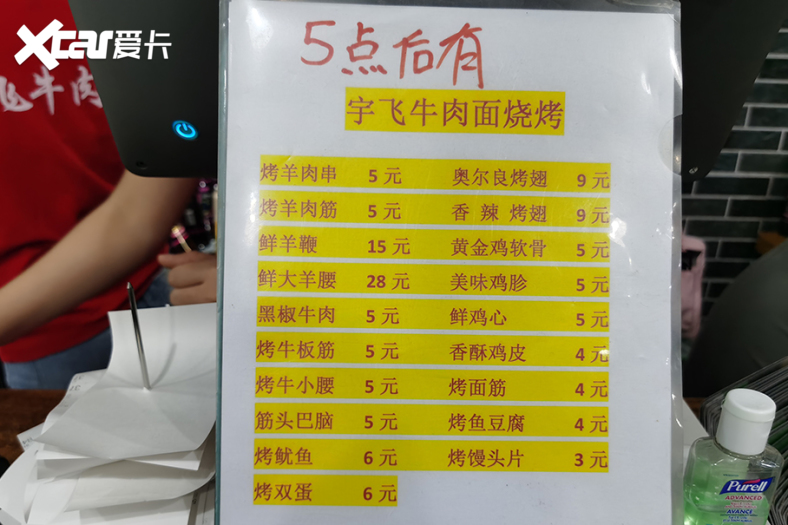 Xcar爱卡
飞牛肉
5点后有
宇飞牛肉面烧烤
烤羊肉串 5 元 奥尔良烤翅 9 元
烤羊肉筋 5 元 香 辣 烤翅 9 元
鲜羊鞭 15 元 黄金鸡软骨 5 元
鲜大羊腰 28 元 美味鸡胗 5 元
黑椒牛肉 5 元 鲜鸡心 5 元
烤牛板筋 5 元 香酥鸡皮 4 元
烤牛小腰 5 元 烤面筋 4 元
筋头巴脑 5 元 烤鱼豆腐 4 元
烤鱿鱼 6 元 烤馒头片 3 元
烤双蛋 6 元
Purell
ADVANCED
AVANCE